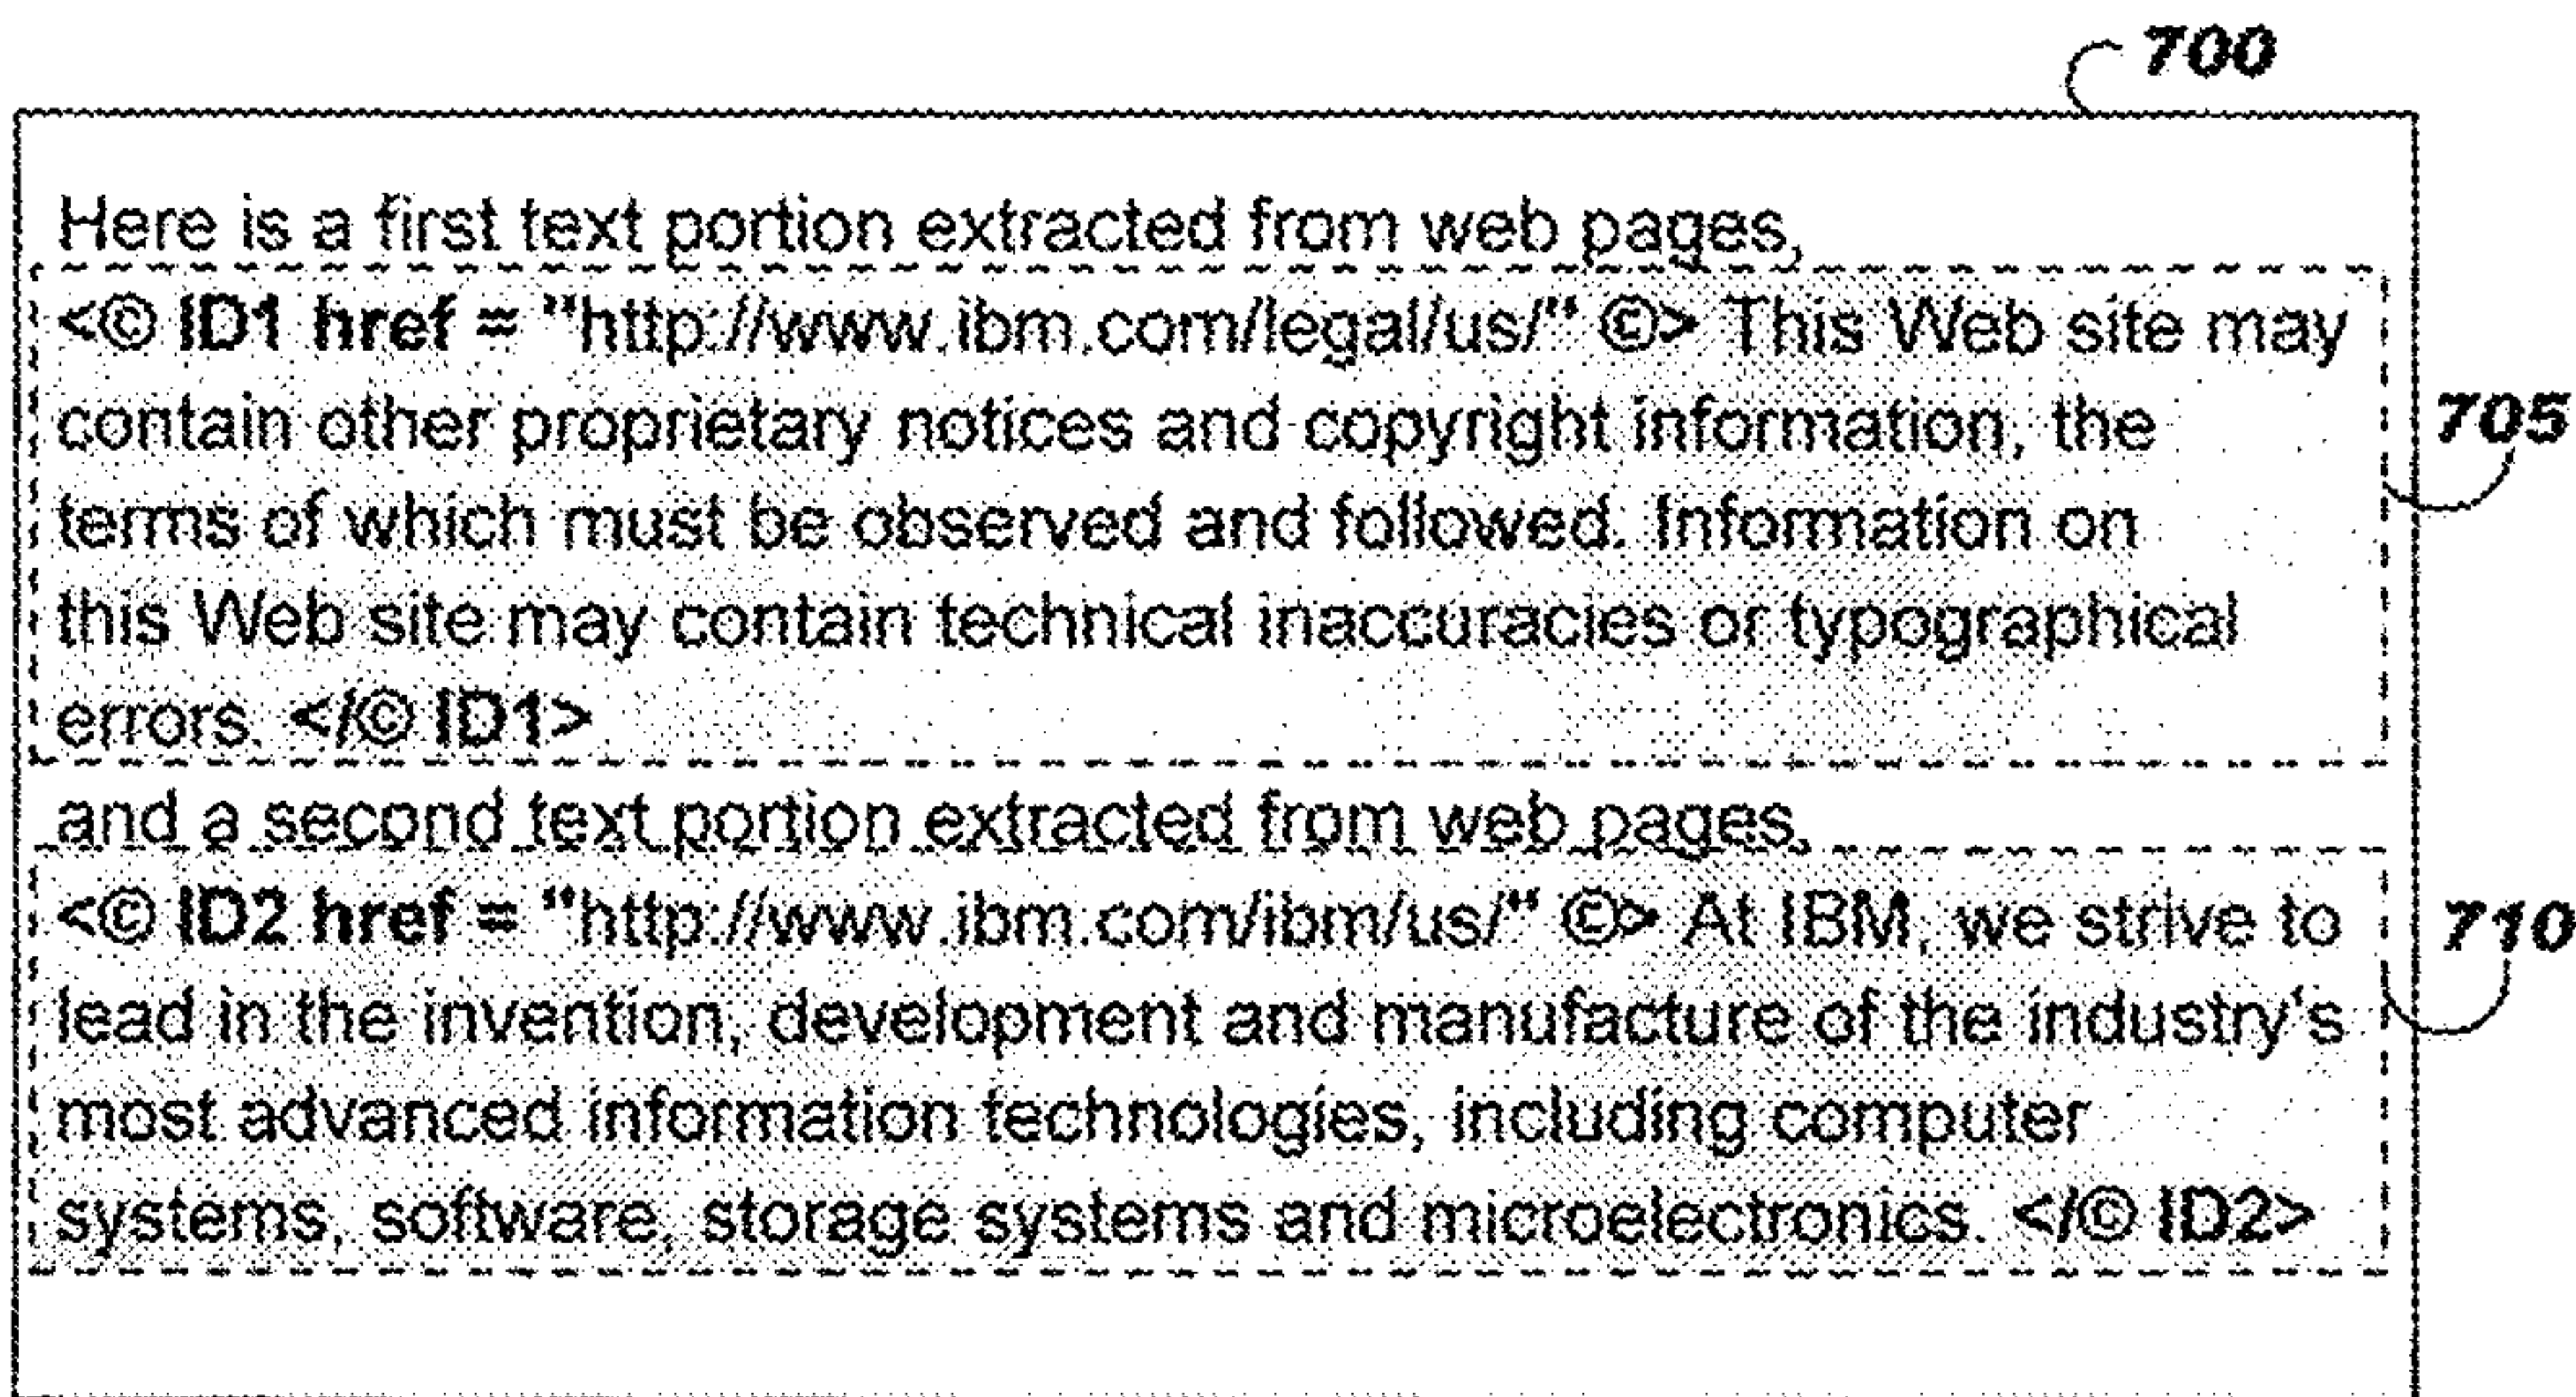 700
Here is a first text portion extracted from web pages,
<© ID1 href = "http://www.ibm.com/legal/us/" ©> This Web site may
contain other proprietary notices and copyright information, the
705
terms of which must be observed and followed. Information on
this Web site may contain technical inaccuracies or typographical
errors. </© ID1>
and a second text portion extracted from web pages,
<© ID2 href = "http://www.ibm.com/ibm/us/" ©> At IBM, we strive to
710
lead in the invention, development and manufacture of the industry's
most advanced information technologies, including computer
systems, software, storage systems and microelectronics. </© ID2>